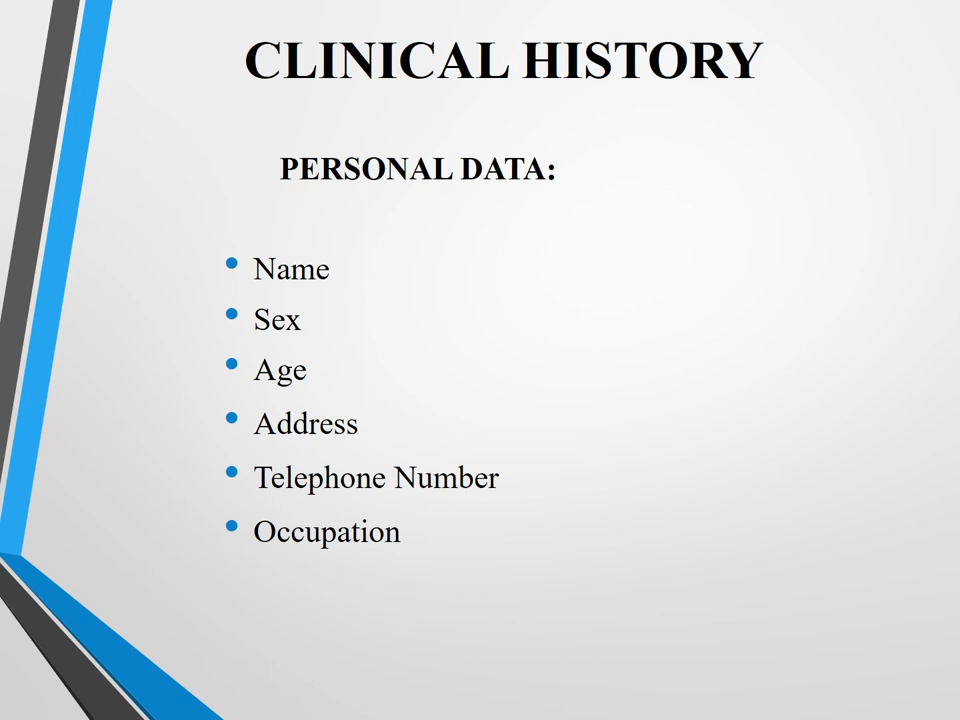 CLINICAL HISTORY
PERSONAL DATA:
• Name
• Sex
• Age
• Address
• Telephone Number
• Occupation